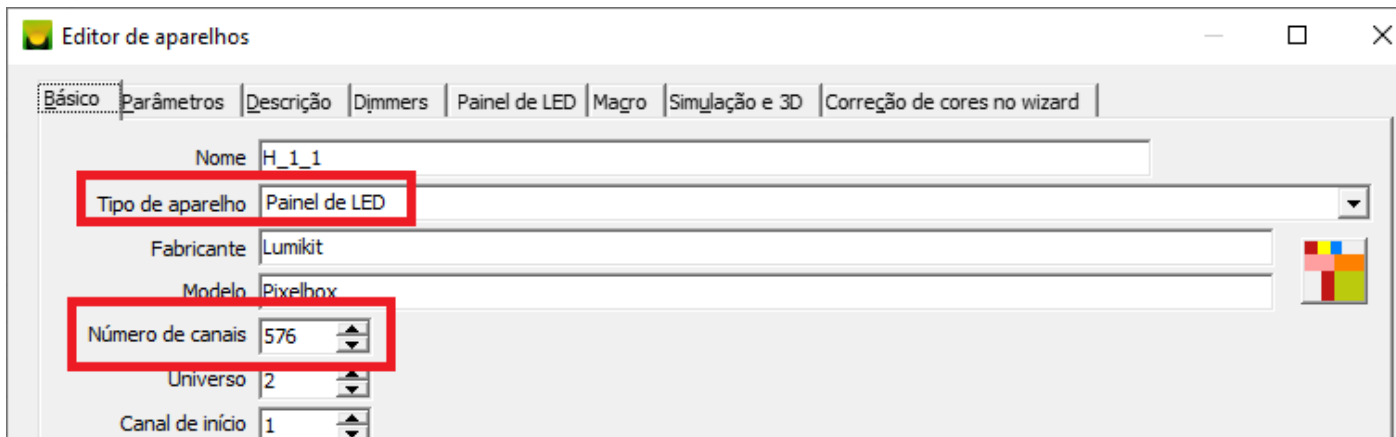 Editor de aparelhos
Básico Parâmetros Descrição Dimmers Painel de LED Macro Simulação e 3D Correção de cores no wizard
Nome H_1_1
Tipo de aparelho Painel de LED
Fabricante Lumikit
Modelo Pixelbox
Número de canais 576
Universo 2
Canal de início 1